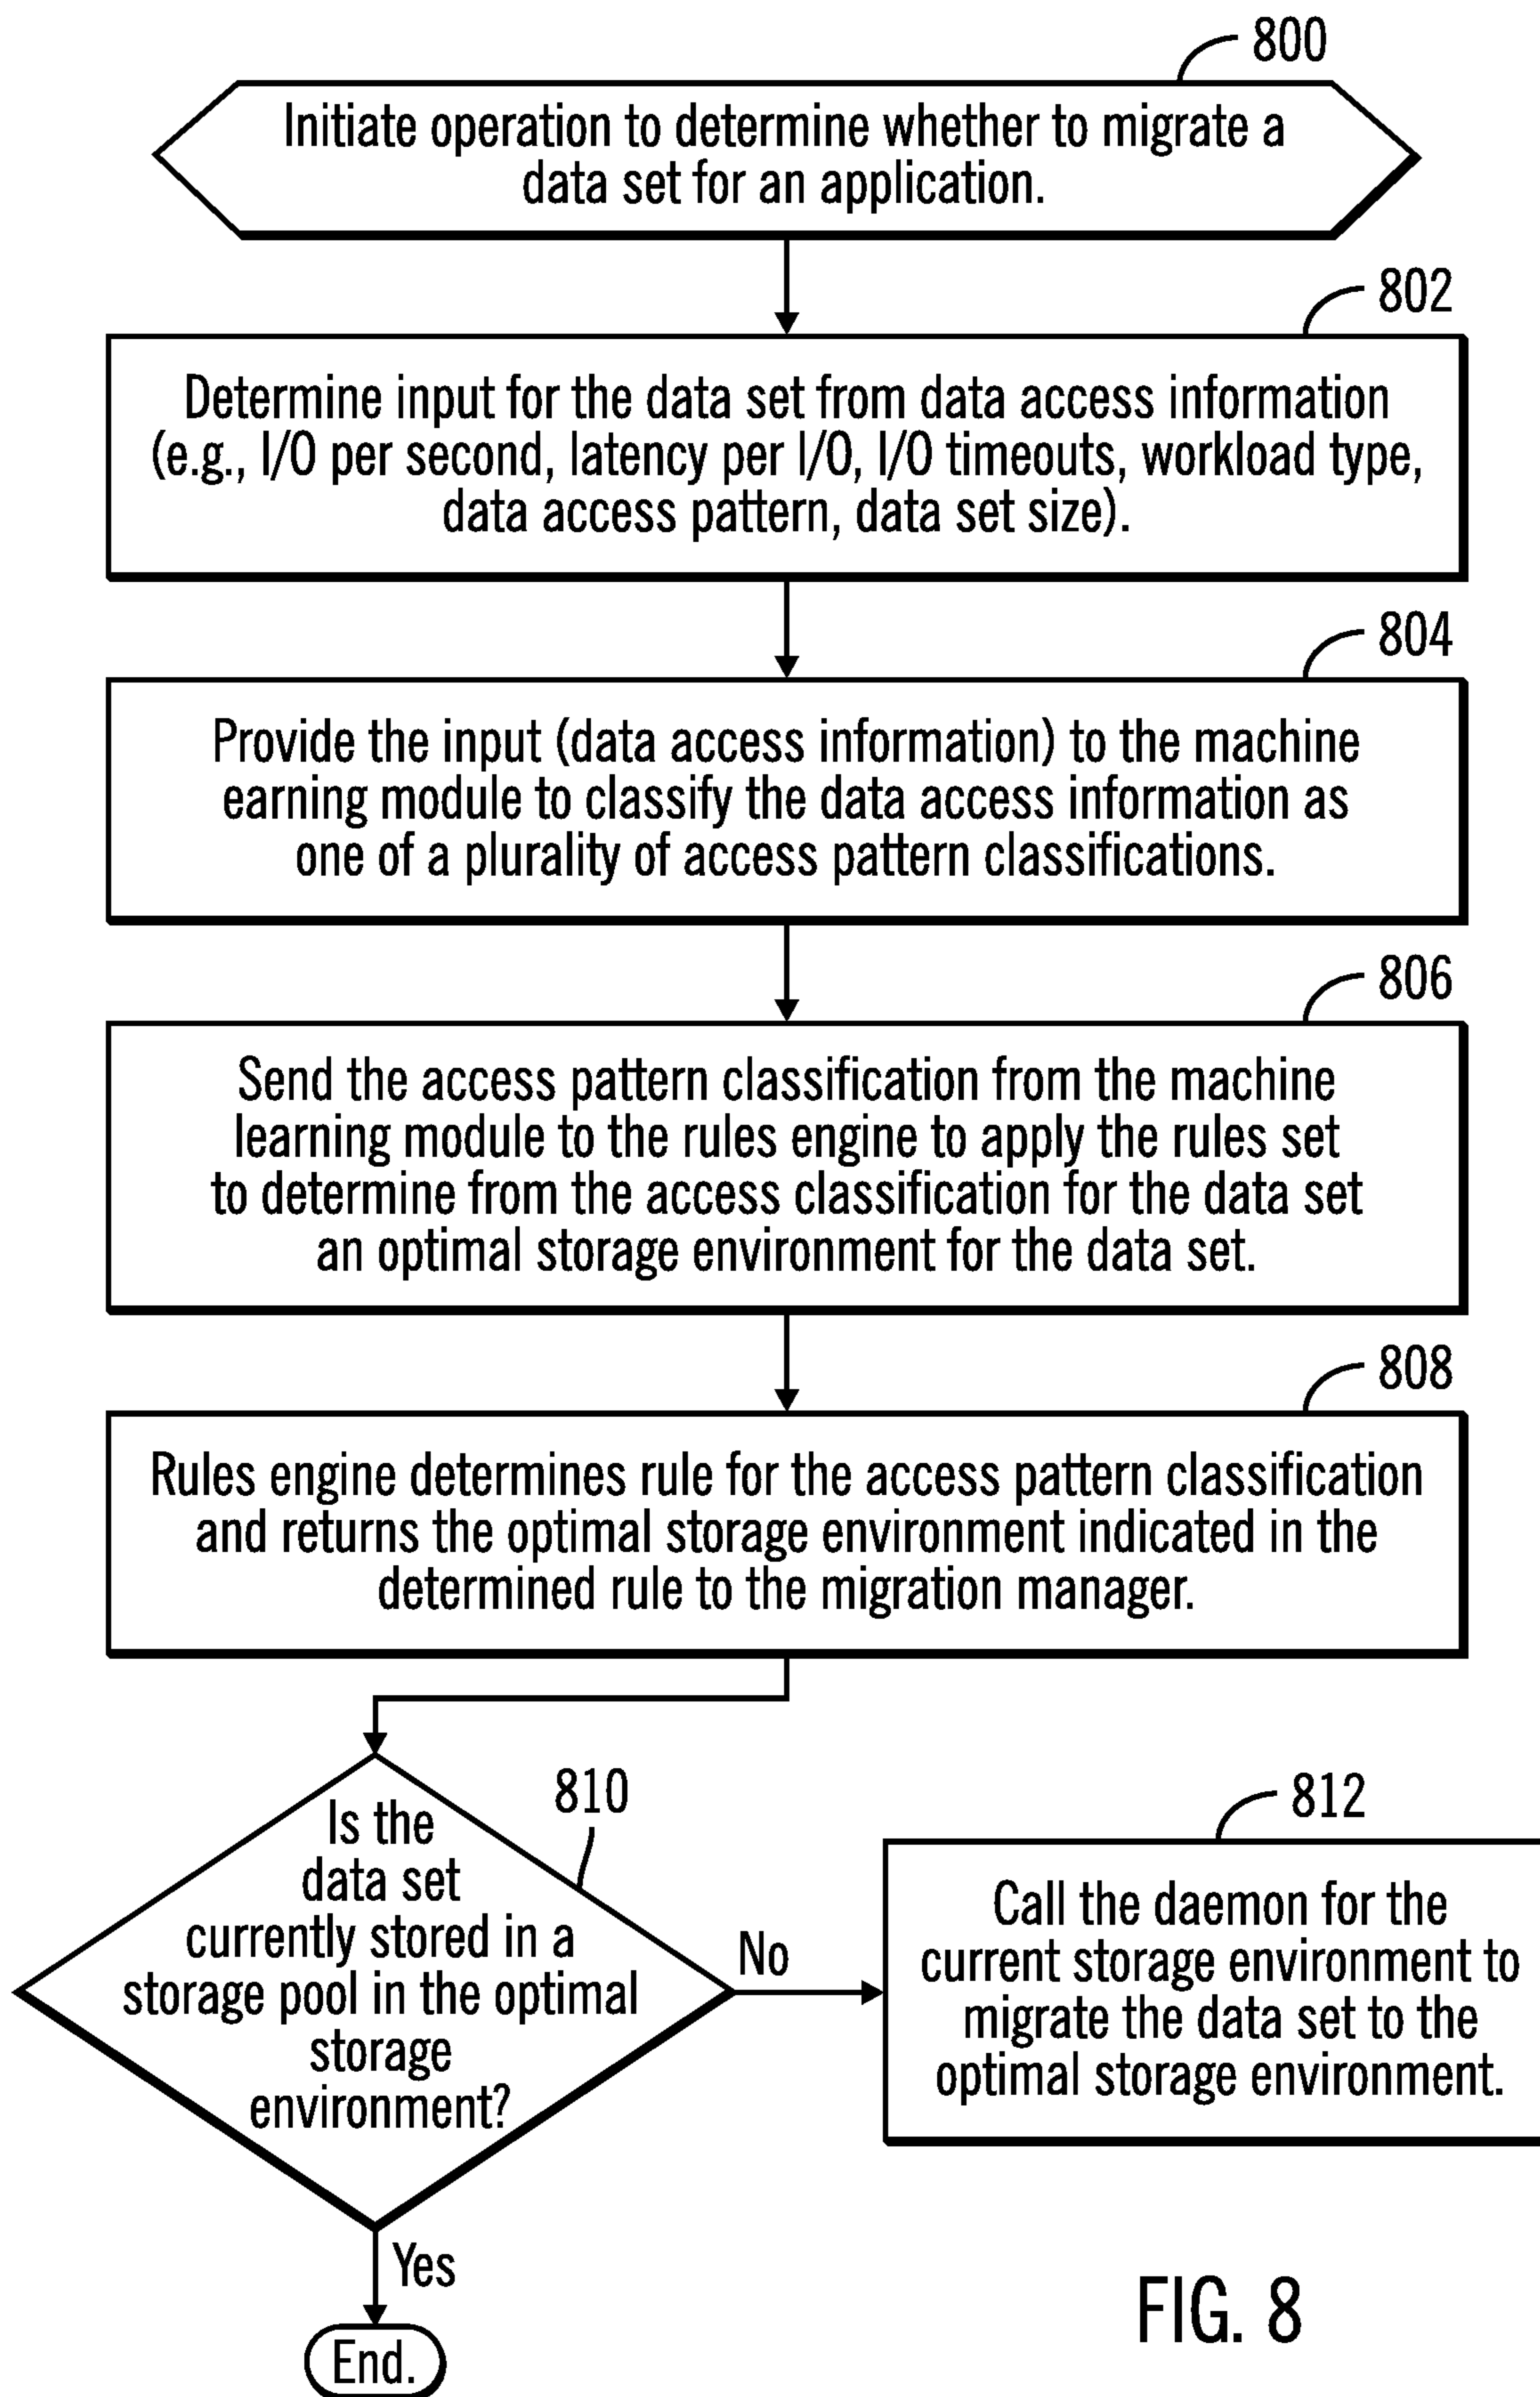 800
Initiate operation to determine whether to migrate a
data set for an application.
802
Determine input for the data set from data access information
(e.g., I/O per second, latency per I/O, I/O timeouts, workload type,
data access pattern, data set size).
804
Provide the input (data access information) to the machine
earning module to classify the data access information as
one of a plurality of access pattern classifications.
806
Send the access pattern classification from the machine
learning module to the rules engine to apply the rules set
to determine from the access classification for the data set
an optimal storage environment for the data set.
808
Rules engine determines rule for the access pattern classification
and returns the optimal storage environment indicated in the
determined rule to the migration manager.
810
Is the
data set
currently stored in a
storage pool in the optimal
storage
environment?
No
812
Call the daemon for the
current storage environment to
migrate the data set to the
optimal storage environment.
Yes
End.
FIG. 8